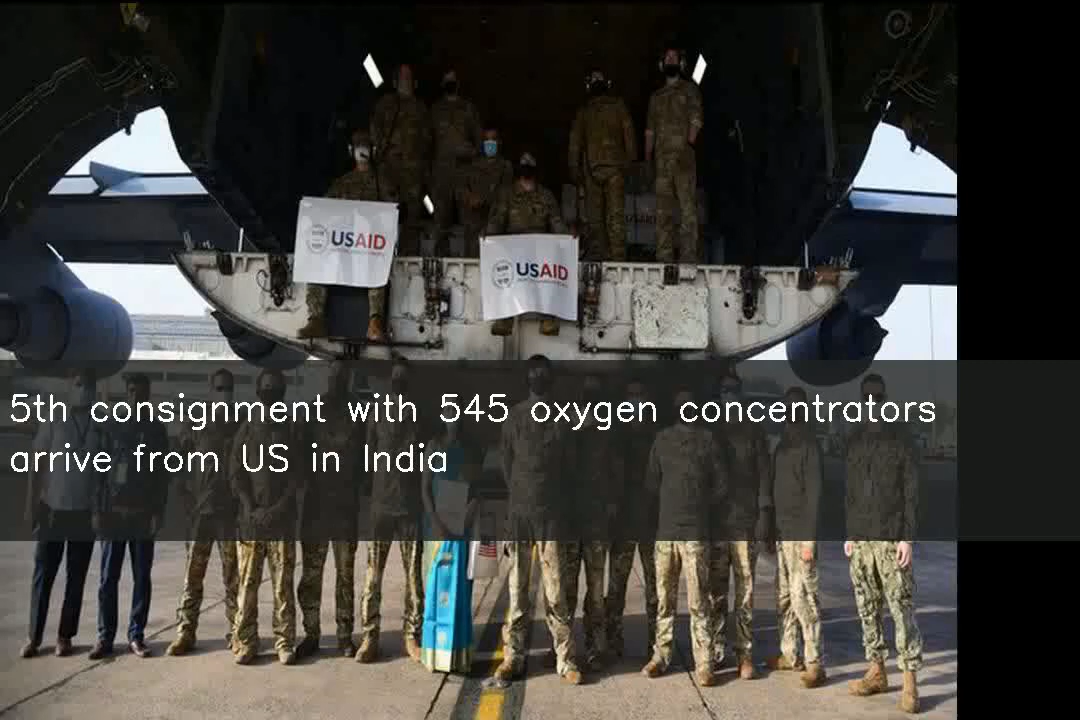 USAID
USAID
5th consignment with 545 oxygen concentrators
arrive from US in India